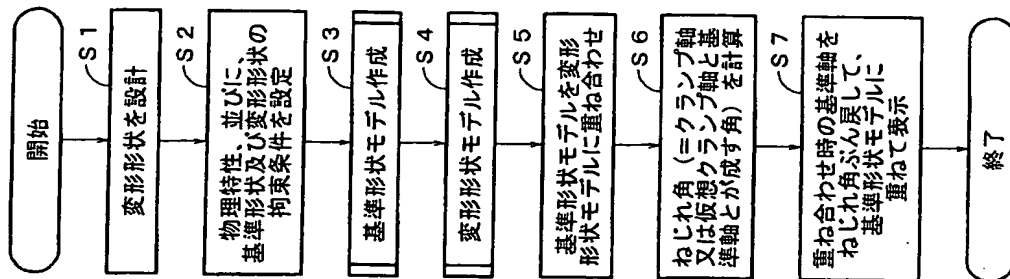 開始
S1
変形形状を設計
S2
物理特性、並びに、
基準形状及び変形形状の
拘束条件を設定
S3
基準形状モデル作成
S4
変形形状モデル作成
S5
基準形状モデルを変形
形状モデルに重ね合わせ
S6
ねじれ角(=クランプ軸
又は仮想クランプ軸と基
準軸とが成す角)を計算
S7
重ね合わせ時の基準軸を
ねじれ角ぶん戻して、
基準形状モデルに
重ねて表示
終了